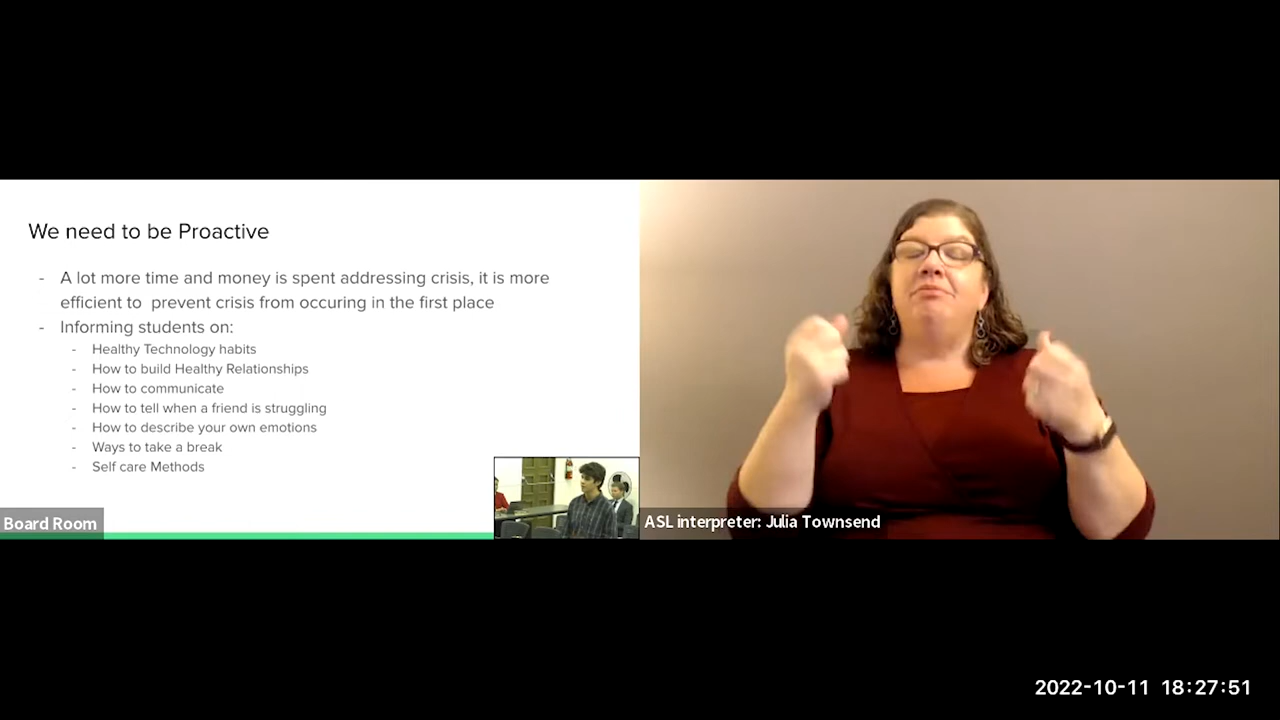 We need to be Proactive
- A lot more time and money is spent addressing crisis, it is more
efficient to  prevent crisis from occuring in the first place
- Informing students on:
- Healthy Technology habits
- How to build Healthy Relationships
- How to communicate
- How to tell when a friend is struggling
- How to describe your own emotions
- Ways to take a break
- Self care Methods
Board Room
ASL interpreter: Julia Townsend
2022-10-11 18:27:51